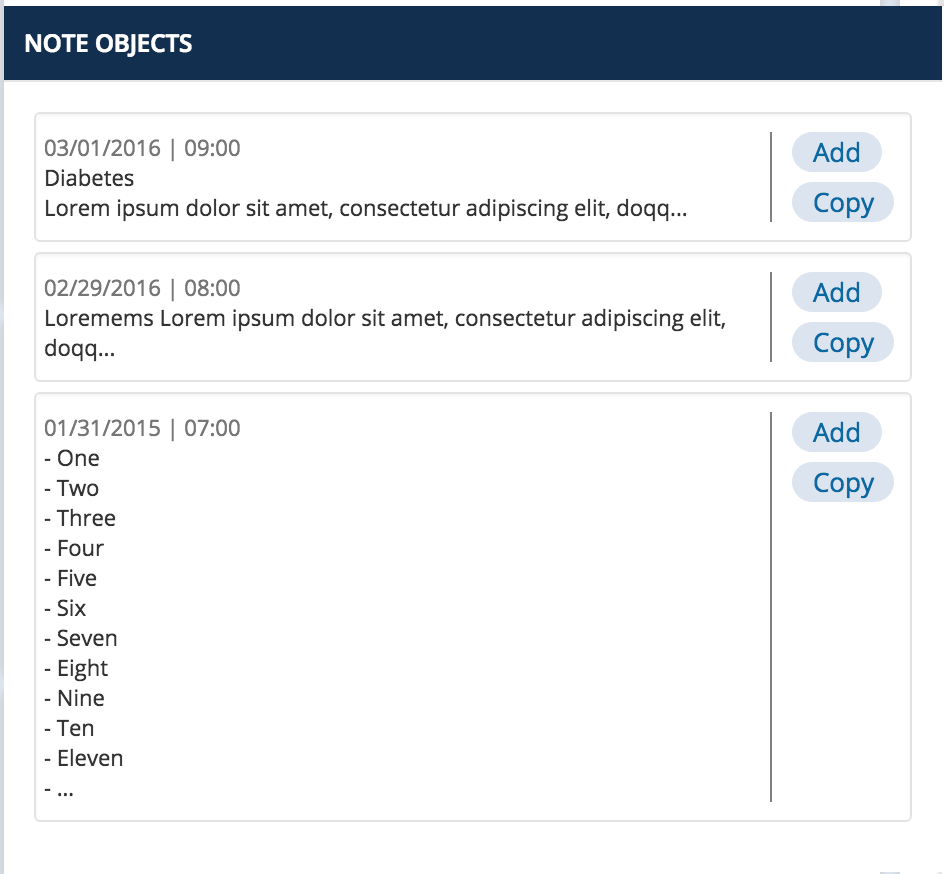 NOTE OBJECTS
03/01/2016 | 09:00
Diabetes
Lorem ipsum dolor sit amet, consectetur adipiscing elit, doqq...
Add
Copy
02/29/2016 | 08:00
Loremems Lorem ipsum dolor sit amet, consectetur adipiscing elit,
doqq...
Add
Copy
01/31/2015 | 07:00
- One
- Two
- Three
- Four
- Five
- Six
- Seven
- Eight
- Nine
- Ten
- Eleven
- ...
Add
Copy